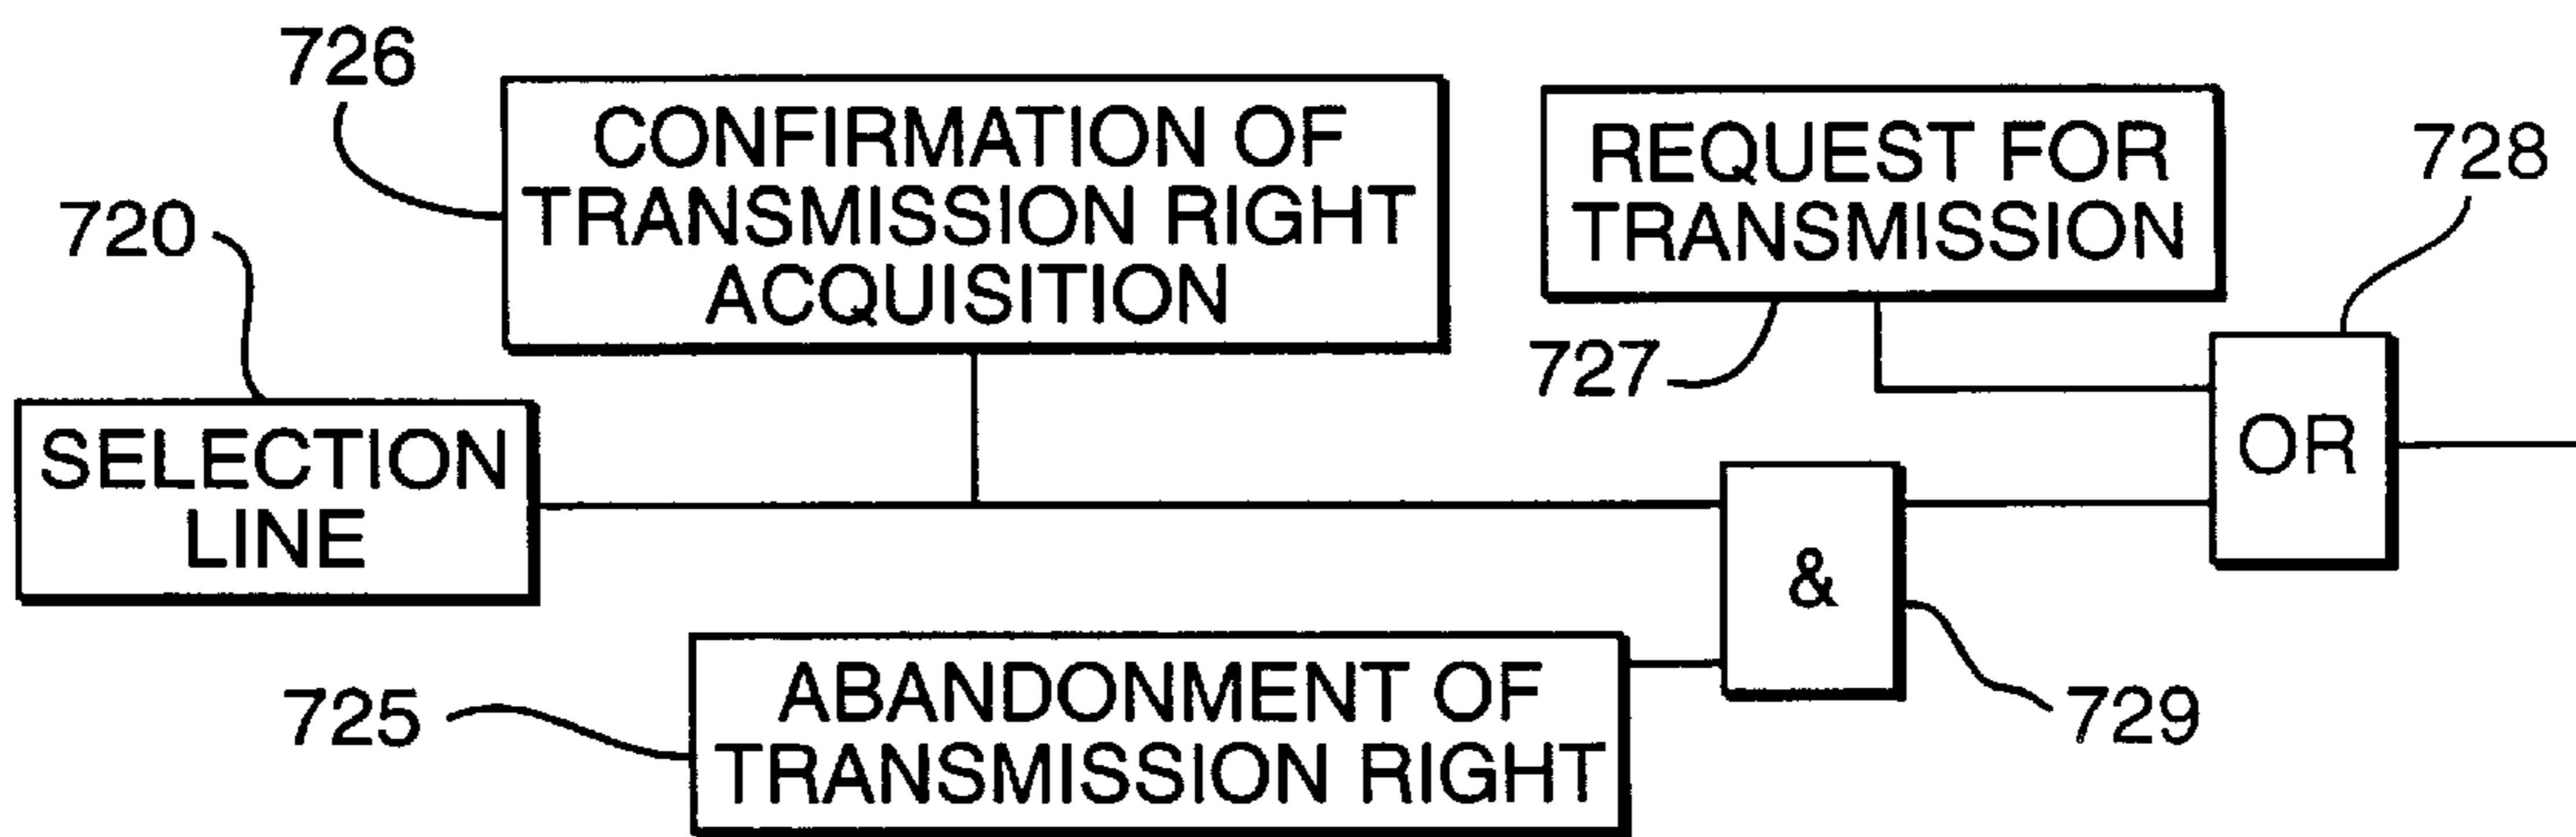 726
CONFIRMATION OF
TRANSMISSION RIGHT
ACQUISITION
REQUEST FOR
TRANSMISSION
728
720
727
SELECTION
LINE
OR
&
725
ABANDONMENT OF
TRANSMISSION RIGHT
729